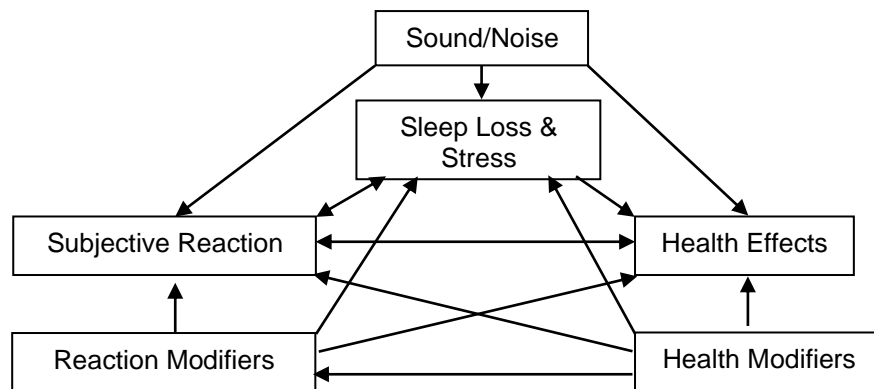 Sound/Noise
Sleep Loss &
Stress
Subjective Reaction
Health Effects
Reaction Modifiers
Health Modifiers